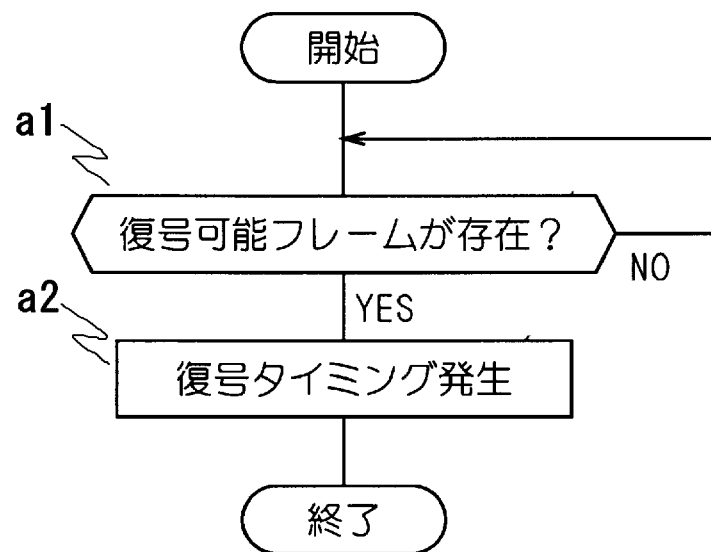 開始
a1
復号可能フレームが存在？
NO
YES
a2
復号タイミング発生
終了